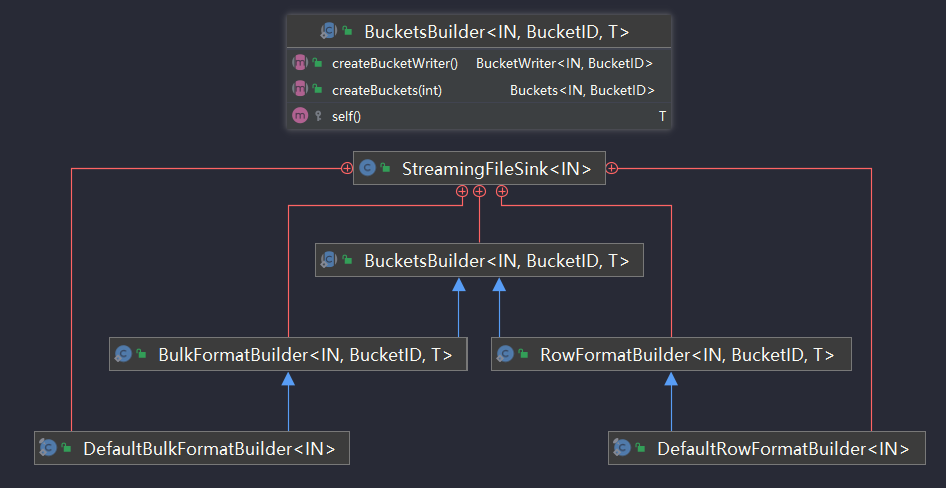 BucketsBuilder<IN, BucketID, T>
createBucketWriter() BucketWriter<IN, BucketID>
createBuckets(int) Buckets<IN, BucketID>
self() T
StreamingFileSink<IN>
BucketsBuilder<IN, BucketID, T>
BulkFormatBuilder<IN, BucketID, T> RowFormatBuilder<IN, BucketID, T>
DefaultBulkFormatBuilder<IN> DefaultRowFormatBuilder<IN>